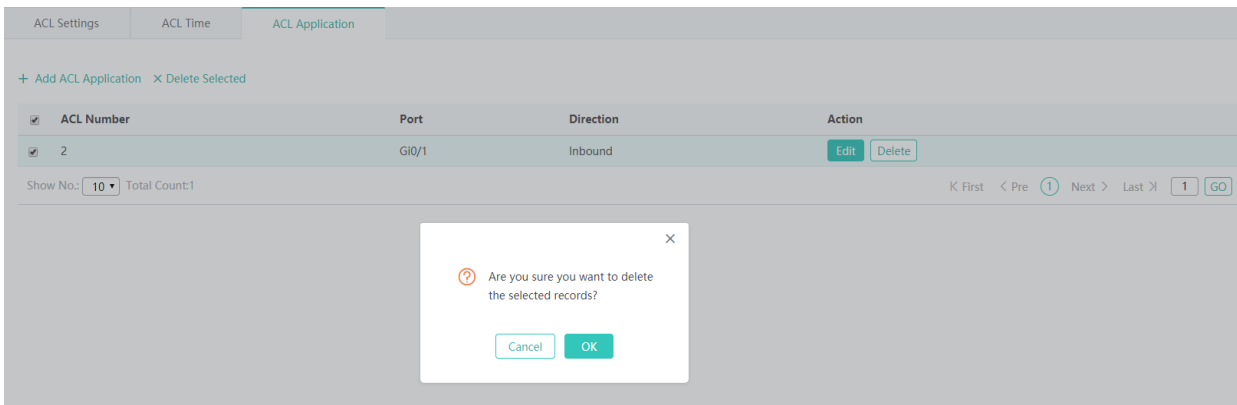 ACL Settings ACL Time ACL Application
+ Add ACL Application × Delete Selected
ACL Number Port Direction Action
2 Gi0/1 Inbound Edit Delete
Show No.: 10 Total Count:1 First < Pre 1 Next > Last 1 GO
Are you sure you want to delete
the selected records?
Cancel OK